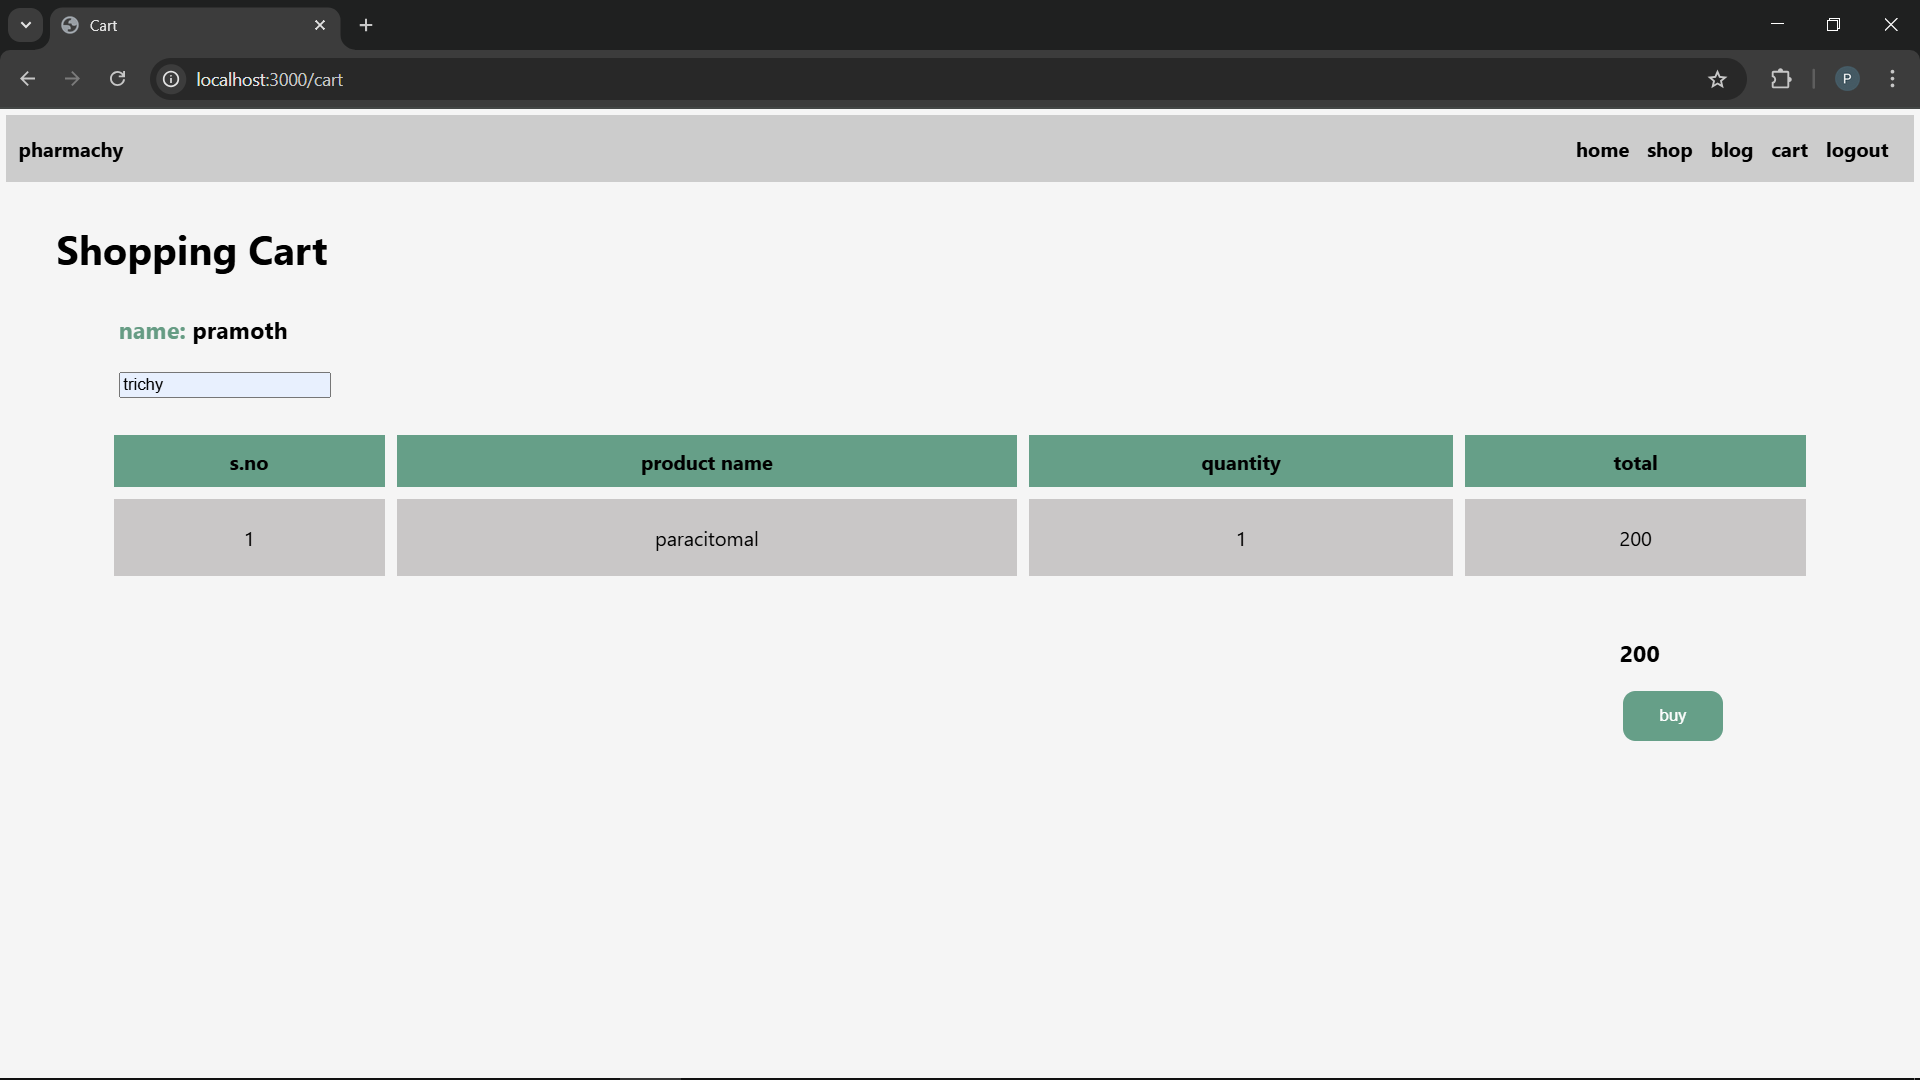 Cart
localhost:3000/cart
P
pharmachy
home shop blog cart logout
Shopping Cart
name: pramoth
trichy
s.no product name quantity total
1 paracitomal 1 200
200
buy